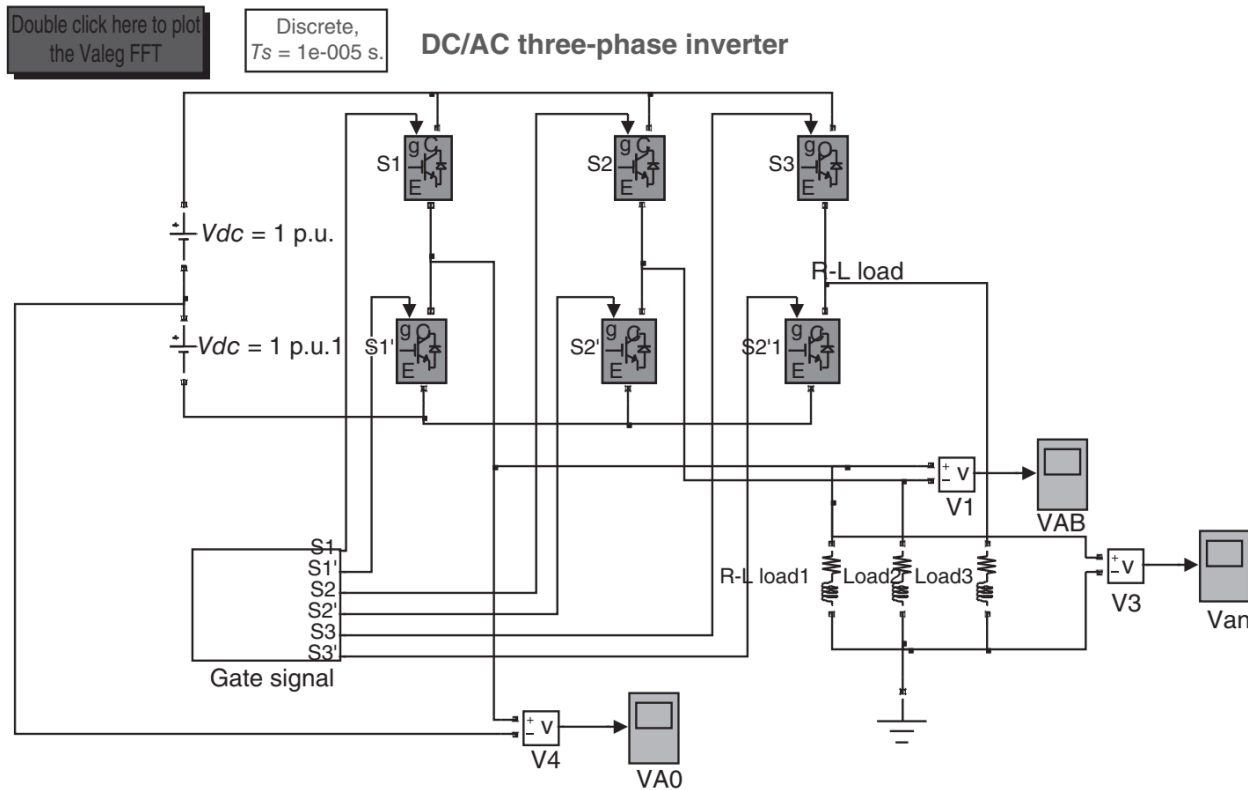 Double click here to plot
the Valeg FFT
Discrete,
Ts = 1e-005 s.
DC/AC three-phase inverter
g C
S1
E
g C
S2
E
g C
S3
E
Vdc = 1 p.u.
R-L load
Vdc = 1 p.u.1
g C
S1'
E
g C
S2'
E
g C
S2'1
E
+
− v
V1
VAB
S1
S1'
S2
S2'
S3
S3'
Gate signal
R-L load1
Load2
Load3
+
− v
V3
Van
+
− v
V4
VA0